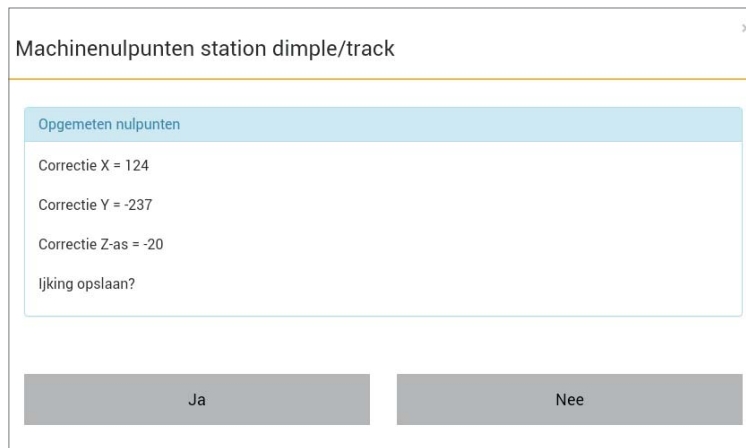 Machinenulpunten station dimple/track
Opgemeten nulpunten
Correctie X = 124
Correctie Y = -237
Correctie Z-as = -20
Ijking opslaan?
Ja
Nee